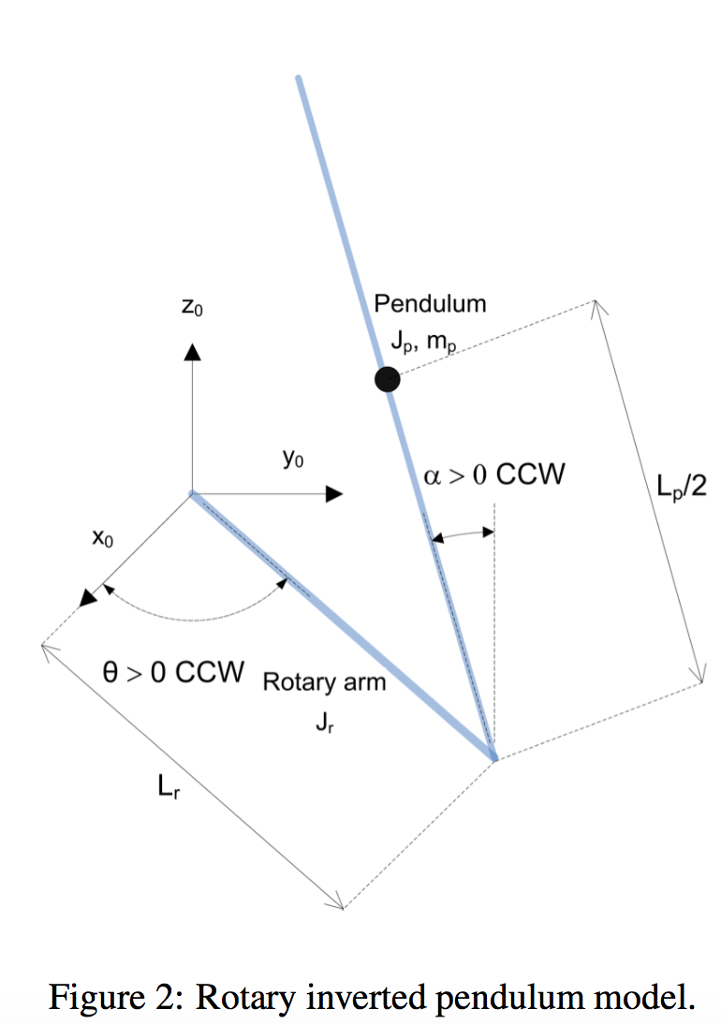 z₀
Pendulum
Jₚ, mₚ
y₀
α > 0 CCW
Lₚ/2
x₀
θ > 0 CCW
Rotary arm
Jᵣ
Lᵣ
Figure 2: Rotary inverted pendulum model.